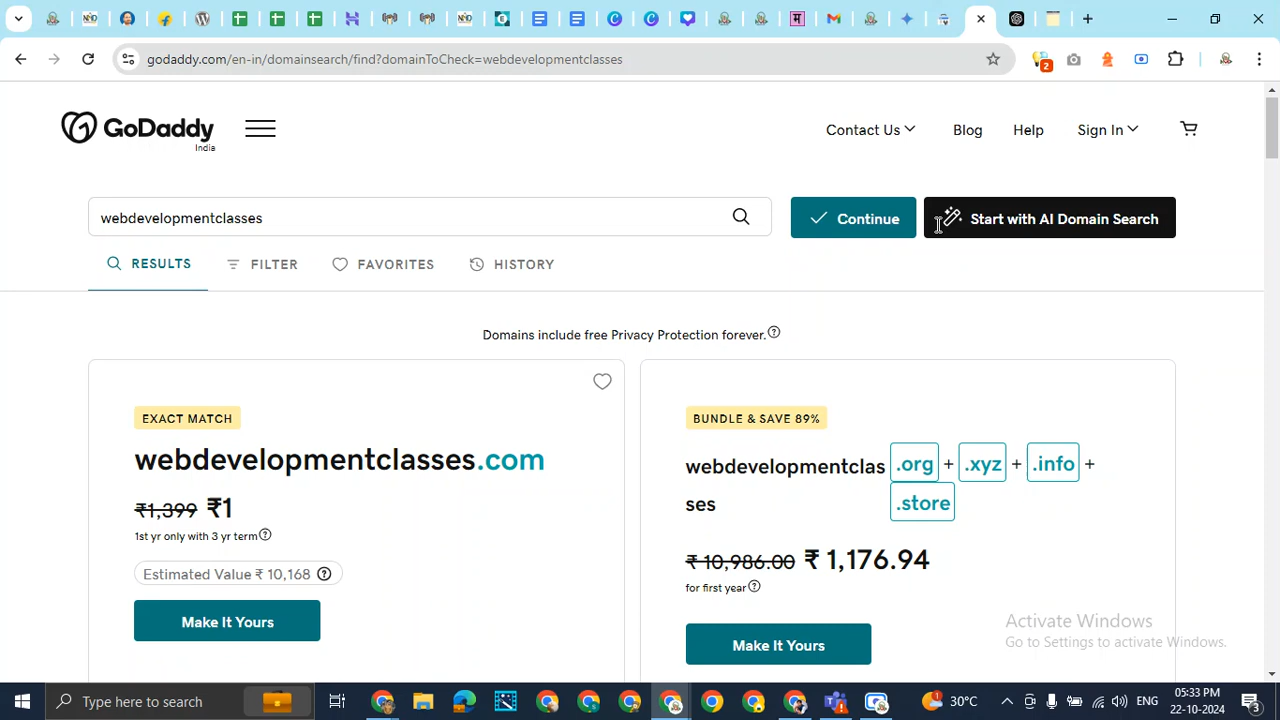 godaddy.com/en-in/domainsearch/find?domainToCheck=webdevelopmentclasses
2
GoDaddy
India
Contact Us
Blog
Help
Sign In
webdevelopmentclasses
Continue
Start with AI Domain Search
RESULTS
FILTER
FAVORITES
HISTORY
Domains include free Privacy Protection forever.
EXACT MATCH
webdevelopmentclasses.com
₹1,399 ₹1
1st yr only with 3 yr term
Estimated Value ₹ 10,168
Make It Yours
BUNDLE & SAVE 89%
webdevelopmentclas .org + .xyz + .info +
ses .store
₹ 10,986.00 ₹ 1,176.94
for first year
Make It Yours
Activate Windows
Go to Settings to activate Windows.
Type here to search
30°C
ENG
05:33 PM
22-10-2024
3